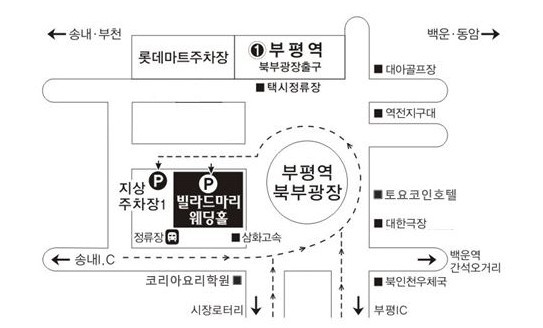 송내·부천
백운·동암
롯데마트주차장
1 부평역
북부광장출구
대아골프장
택시정류장
역전지구대
부평역
북부광장
지상
주차장1
P
P
빌라드마리
웨딩홀
토요코인호텔
대한극장
정류장
삼화고속
송내I,C
백운역
간석오거리
코리아요리학원
북인천우체국
시장로터리
부평IC